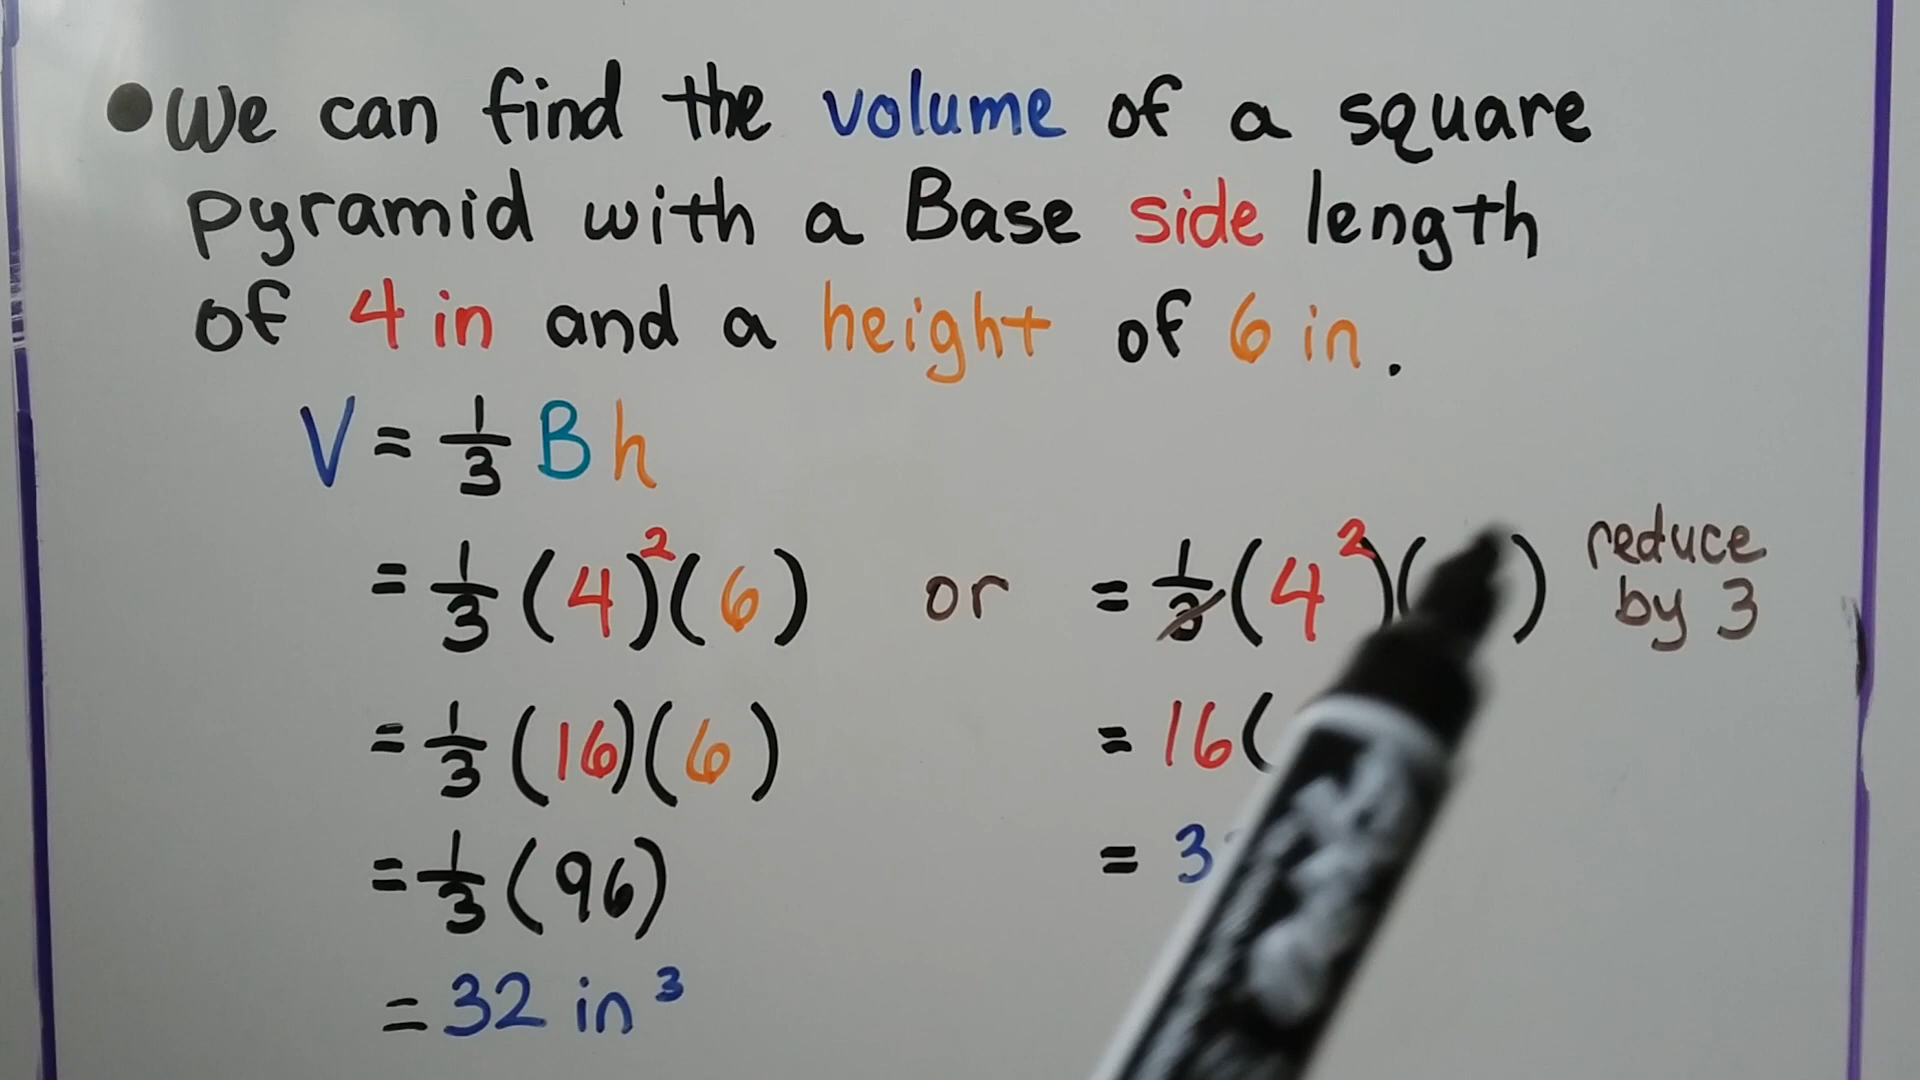 • We can find the volume of a square
pyramid with a Base side length
of 4 in and a height of 6 in.
V = 1/3 B h
= 1/3 (4)² (6) or = 1/3 (4²)( ) reduce by 3
= 1/3 (16)(6) = 16(
= 1/3 (96) = 3
= 32 in³